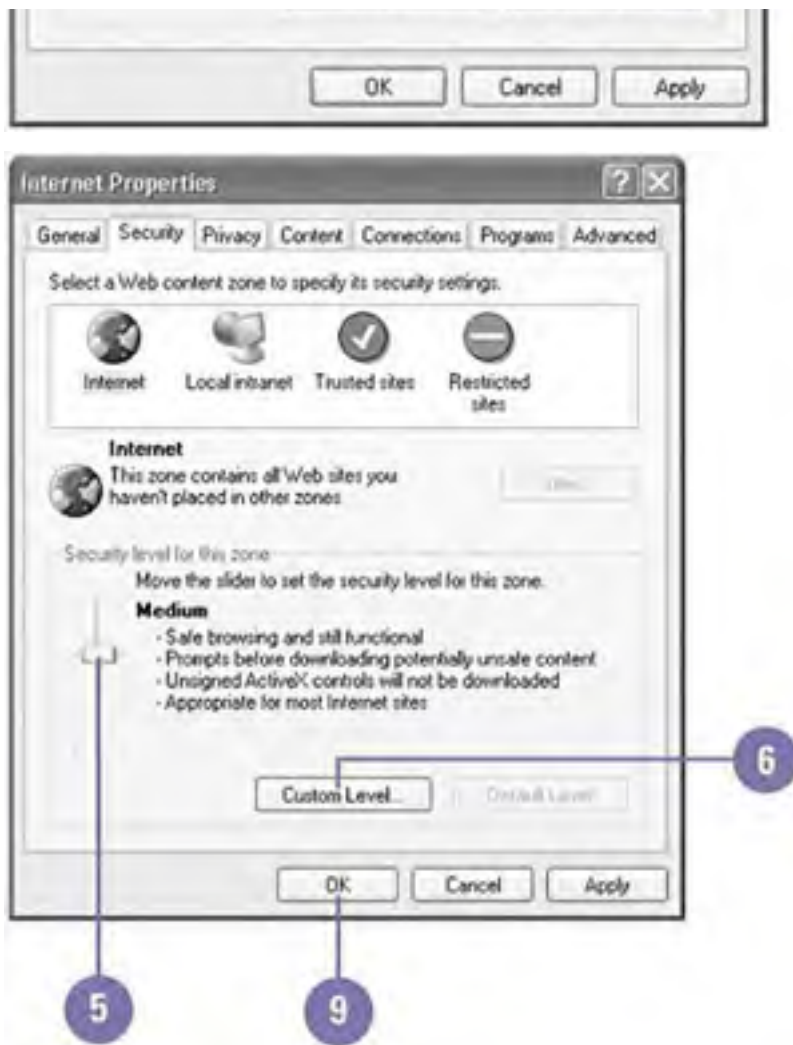 OK Cancel Apply
Internet Properties
General Security Privacy Content Connections Programs Advanced
Select a Web content zone to specify its security settings.
Internet Local intranet Trusted sites Restricted sites
Internet
This zone contains all Web sites you
haven't placed in other zones
Security level for this zone
Move the slider to set the security level for this zone.
Medium
- Safe browsing and still functional
- Prompts before downloading potentially unsafe content
- Unsigned ActiveX controls will not be downloaded
- Appropriate for most Internet sites
6
Custom Level... Default Level
OK Cancel Apply
5 9